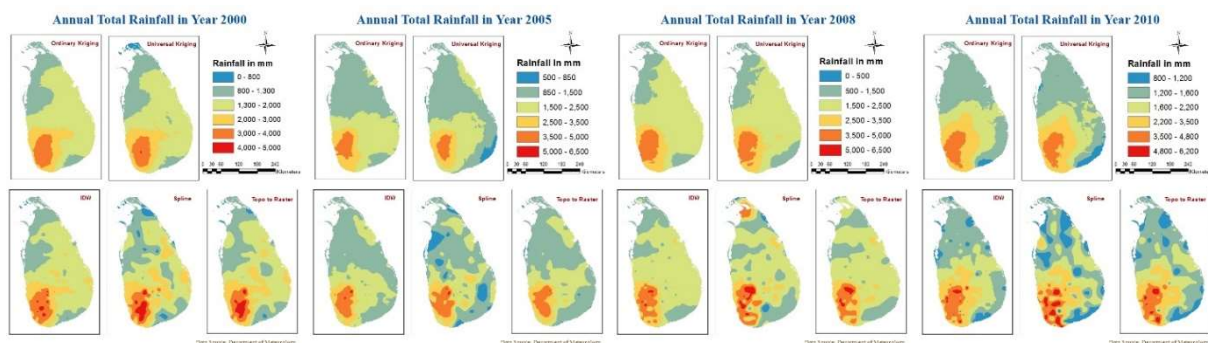 Annual Total Rainfall in Year 2000
Ordinary Kriging
Universal Kriging
Rainfall in mm
0 - 800
800 - 1,300
1,300 - 2,000
2,000 - 3,000
3,000 - 4,000
4,000 - 5,000
Kilometers
IDW
Spline
Topo to Raster
Annual Total Rainfall in Year 2005
Ordinary Kriging
Universal Kriging
Rainfall in mm
500 - 850
850 - 1,500
1,500 - 2,500
2,500 - 3,500
3,500 - 5,000
5,000 - 6,500
Kilometers
IDW
Spline
Topo to Raster
Annual Total Rainfall in Year 2008
Ordinary Kriging
Universal Kriging
Rainfall in mm
0 - 500
500 - 1,500
1,500 - 2,500
2,500 - 3,500
3,500 - 5,000
5,000 - 6,500
Kilometers
IDW
Spline
Topo to Raster
Annual Total Rainfall in Year 2010
Ordinary Kriging
Universal Kriging
Rainfall in mm
800 - 1,200
1,200 - 1,600
1,600 - 2,200
2,200 - 3,500
3,500 - 4,800
4,800 - 6,200
Kilometers
IDW
Spline
Topo to Raster